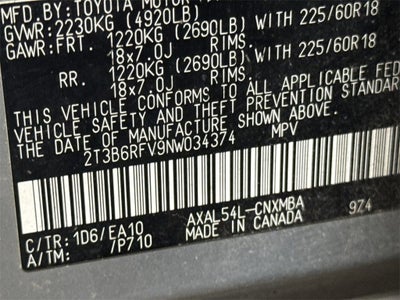 MFD.BY:TOYOTA MOTOR
GVWR:2230KG (4920LB)
GAWR:FRT. 1220KG (2690LB) WITH 225/60R18
18x7.0J RIMS,
RR. 1220KG (2690LB) WITH 225/60R18
18x7.0J RIMS.
THIS VEHICLE CONFORMS TO ALL APPLICABLE FED
SAFETY AND THEFT PREVENTION STANDAR
THE DATE OF MANUFACTURE SHOWN ABOVE.
2T3B6RFV9NW034374 MPV
AXAL54L-CNXMBA
C/TR: 1D6/EA10 MADE IN CANADA 9Z4
A/TM: 7P710